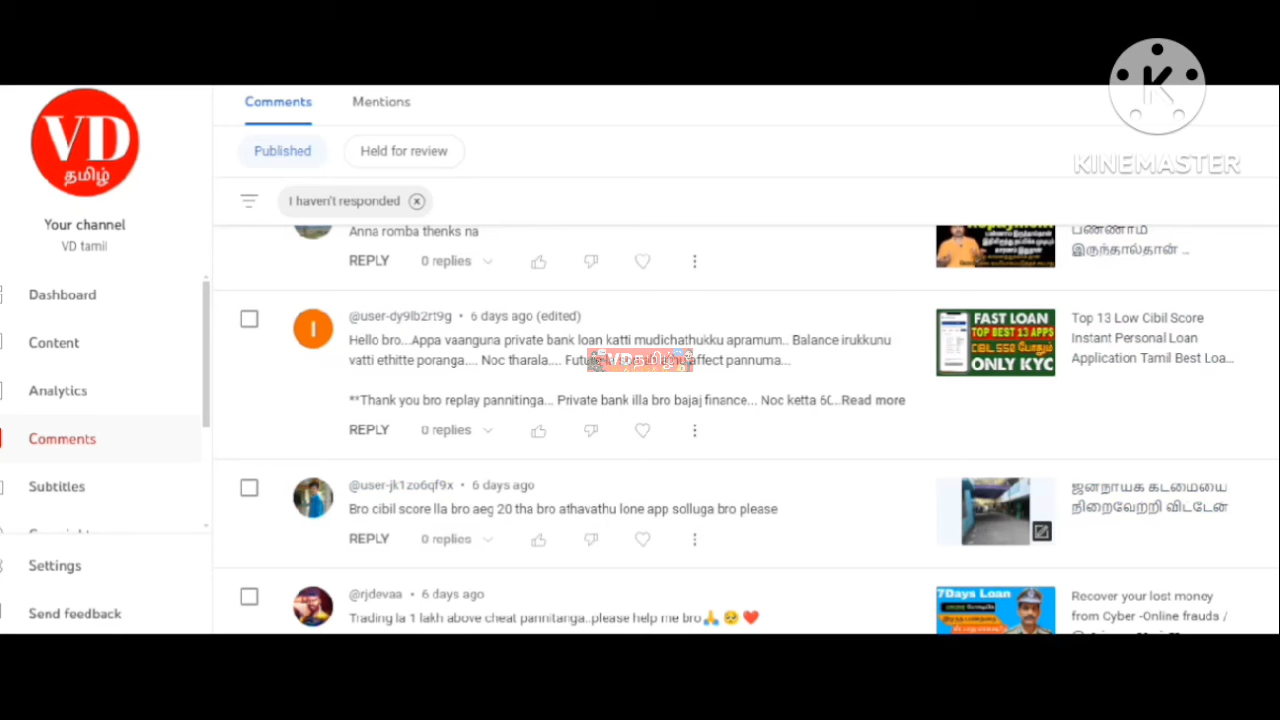 VD
தமிழ்
Your channel
VD tamil
Dashboard
Content
Analytics
Comments
Subtitles
Settings
Send feedback
Comments
Mentions
Published
Held for review
I haven't responded
KINEMASTER
Anna romba thenks na
REPLY
0 replies
பண்ணாம
இருந்தால்தான் ...
@user-dy9lb2rt9g • 6 days ago (edited)
Hello bro...Appa vaanguna private bank loan katti mudichathukku apramum.. Balance irukkunu
vatti ethitte poranga.... Noc tharala.... affect pannuma...
VDதமிழ்
**Thank you bro replay pannitinga... Private bank illa bro bajaj finance... Noc ketta 60...Read more
REPLY
0 replies
FAST LOAN
TOP BEST 13 APPS
CIBIL 550 போதும்
ONLY KYC
Top 13 Low Cibil Score
Instant Personal Loan
Application Tamil Best Loa...
@user-jk1zo6qf9x • 6 days ago
Bro cibil score lla bro aeg 20 tha bro athavathu lone app solluga bro please
REPLY
0 replies
ஜனநாயக கடமையை
நிறைவேற்றி விட்டேன்
@rjdevaa • 6 days ago
Trading la 1 lakh above cheat pannitanga..please help me bro🙏 🥺 ❤️
7Days Loan
Recover your lost money
from Cyber -Online frauds /